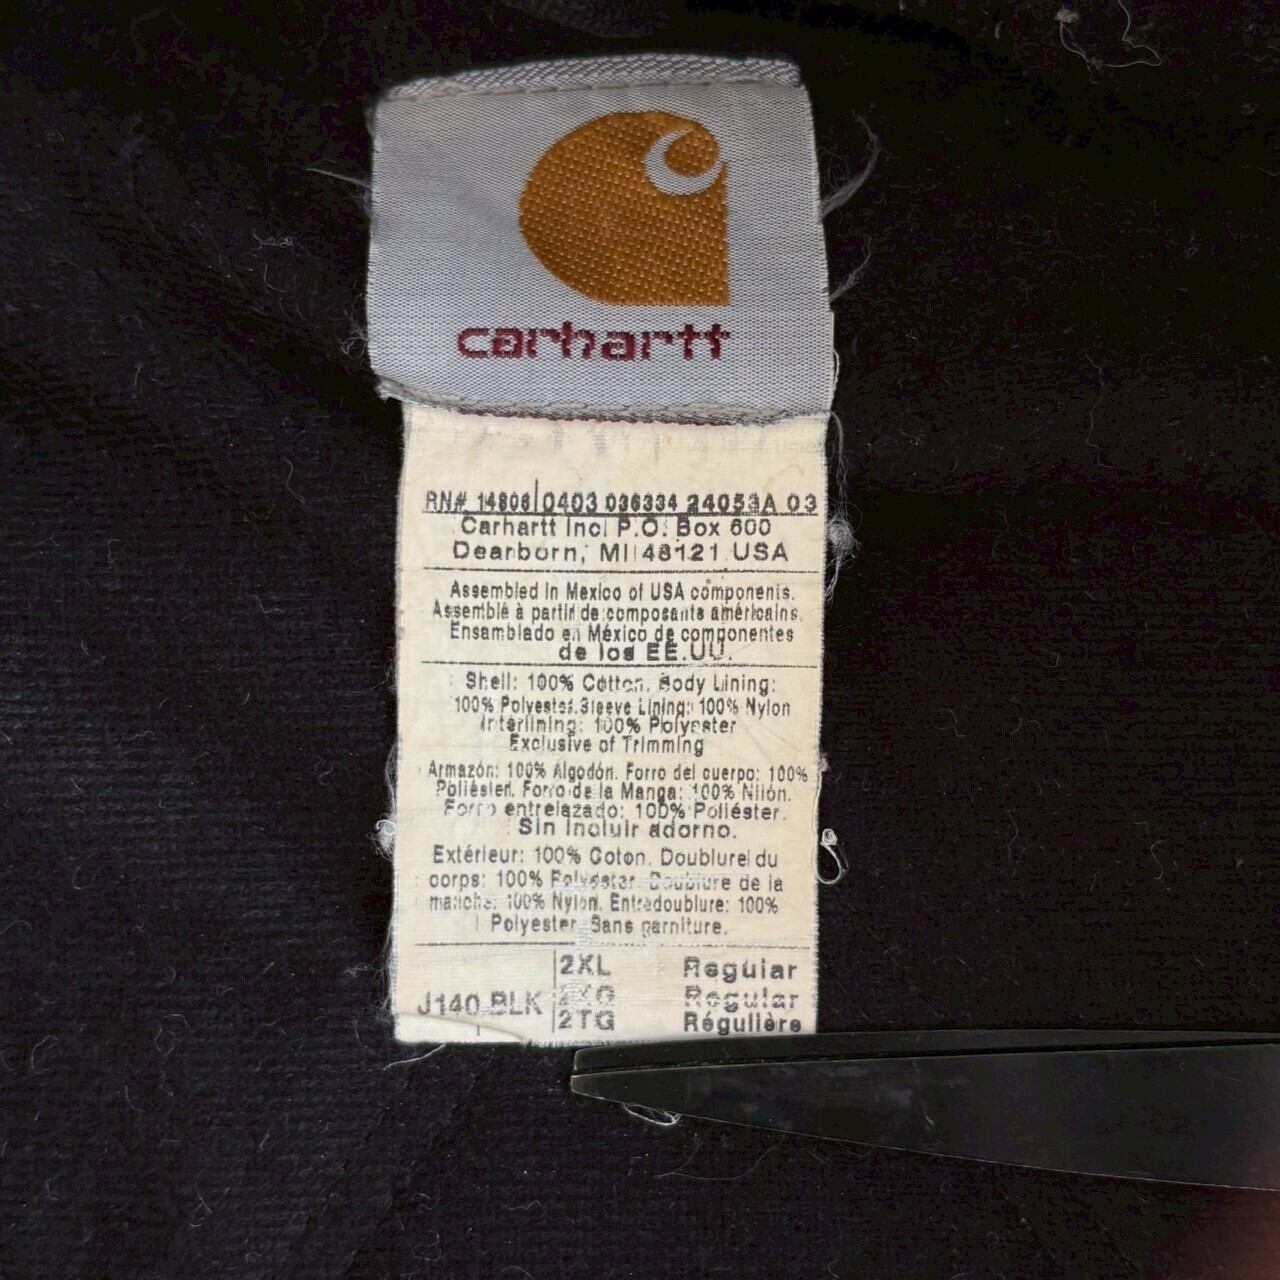 carhartt
RN# 14806 0403 036334 24053A 03
Carhartt Inc. P.O. Box 600
Dearborn, MI 48121 USA
Assembled in Mexico of USA components.
Assemblé à partir de composants américains.
Ensamblado en México de componentes
de los EE.UU.
Shell: 100% Cotton. Body Lining:
100% Polyester. Sleeve Lining: 100% Nylon
Interlining: 100% Polyester
Exclusive of Trimming
Armazón: 100% Algodón. Forro del cuerpo: 100%
Poliéster. Forro de la Manga: 100% Nilón.
Forro entrelazado: 100% Poliéster.
Sin incluir adorno.
Extérieur: 100% Coton. Doublure du
corps: 100% Polyester. Doublure de la
manche: 100% Nylon. Entredoublure: 100%
Polyester. Sans garniture.
J140 BLK
2XL Regular
2XG Regular
2TG Régulière